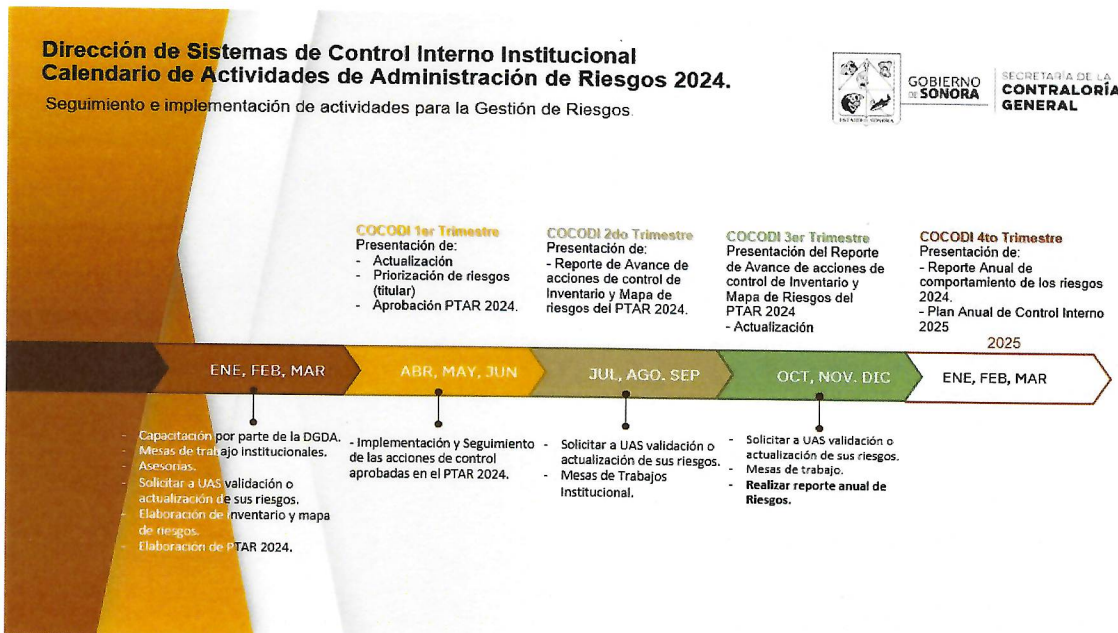 Dirección de Sistemas de Control Interno Institucional
Calendario de Actividades de Administración de Riesgos 2024.
Seguimiento e implementación de actividades para la Gestión de Riesgos.
ESTADO DE SONORA
GOBIERNO
DE SONORA
SECRETARÍA DE LA
CONTRALORÍA
GENERAL
COCODI 1er Trimestre
Presentación de:
- Actualización
- Priorización de riesgos
(titular)
- Aprobación PTAR 2024.
COCODI 2do Trimestre
Presentación de:
- Reporte de Avance de
acciones de control de
Inventario y Mapa de
riesgos del PTAR 2024.
COCODI 3er Trimestre
Presentación del Reporte
de Avance de acciones de
control de Inventario y
Mapa de Riesgos del
PTAR 2024
- Actualización
COCODI 4to Trimestre
Presentación de:
- Reporte Anual de
comportamiento de los riesgos
2024.
- Plan Anual de Control Interno
2025
2025
ENE, FEB, MAR
ABR, MAY, JUN
JUL, AGO. SEP
OCT, NOV. DIC
ENE, FEB, MAR
- Capacitación por parte de la DGDA.
- Mesas de trabajo institucionales.
- Asesorías.
- Solicitar a UAS validación o
actualización de sus riesgos.
- Elaboración de inventario y mapa
de riesgos.
- Elaboración de PTAR 2024.
- Implementación y Seguimiento
de las acciones de control
aprobadas en el PTAR 2024.
- Solicitar a UAS validación o
actualización de sus riesgos.
- Mesas de Trabajos
Institucional.
- Solicitar a UAS validación o
actualización de sus riesgos.
- Mesas de trabajo.
- Realizar reporte anual de
Riesgos.